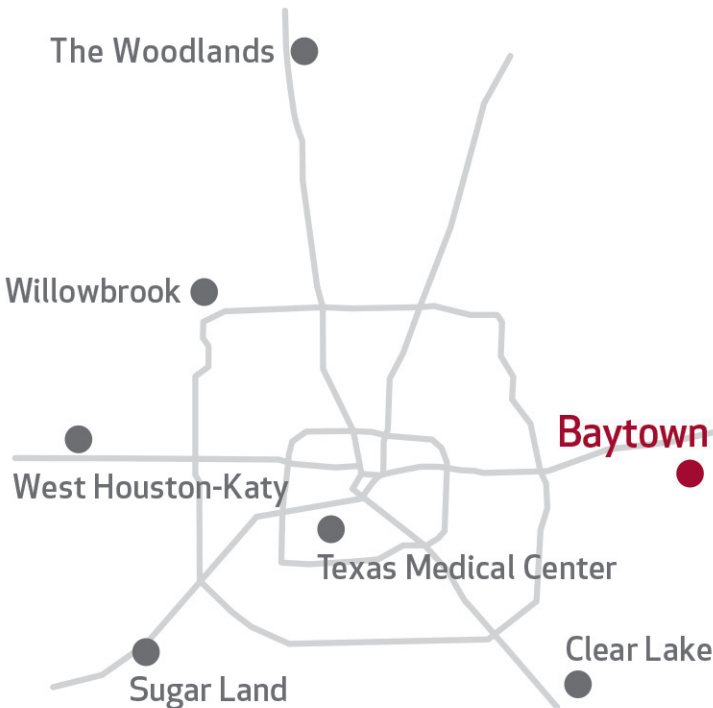 The Woodlands
Willowbrook
Baytown
West Houston-Katy
Texas Medical Center
Clear Lake
Sugar Land